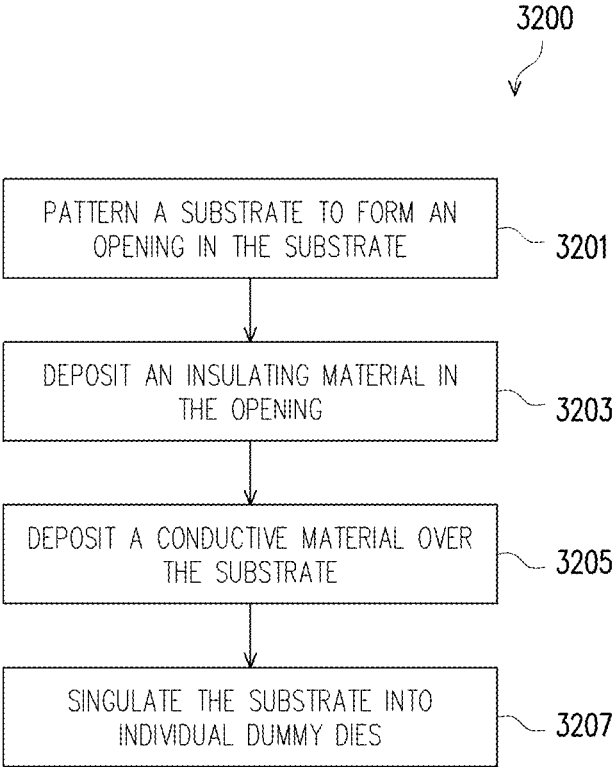 3200
PATTERN A SUBSTRATE TO FORM AN
OPENING IN THE SUBSTRATE
3201
DEPOSIT AN INSULATING MATERIAL IN
THE OPENING
3203
DEPOSIT A CONDUCTIVE MATERIAL OVER
THE SUBSTRATE
3205
SINGULATE THE SUBSTRATE INTO
INDIVIDUAL DUMMY DIES
3207